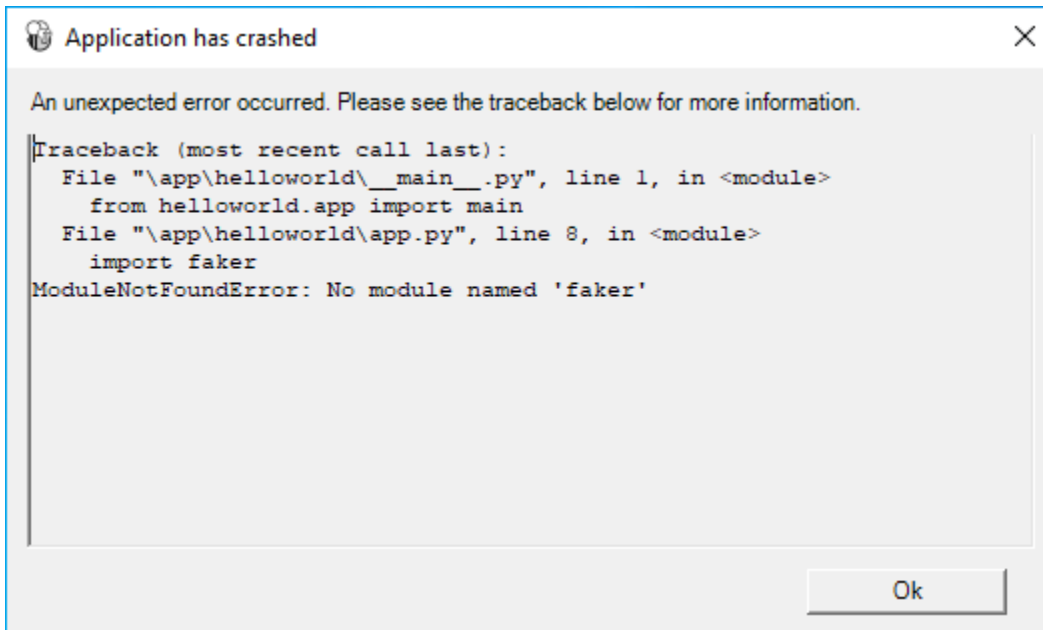 Application has crashed
An unexpected error occurred. Please see the traceback below for more information.
Traceback (most recent call last):
  File "\app\helloworld\__main__.py", line 1, in <module>
    from helloworld.app import main
  File "\app\helloworld\app.py", line 8, in <module>
    import faker
ModuleNotFoundError: No module named 'faker'
Ok